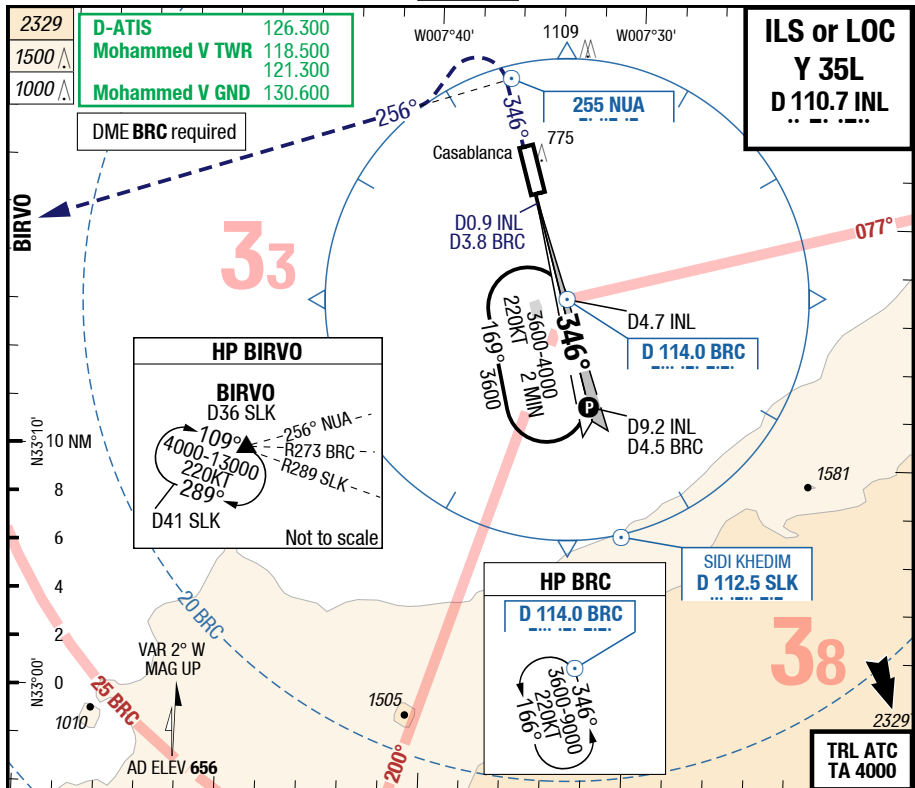 2329
1500
1000
D-ATIS 126.300
Mohammed V TWR 118.500
121.300
Mohammed V GND 130.600
DME BRC required
W007°40'
1109
W007°30'
ILS or LOC
Y 35L
D 110.7 INL
255 NUA
256°
346°
775
Casablanca
BIRVO
D0.9 INL
D3.8 BRC
077°
33
D4.7 INL
D 114.0 BRC
346°
3600-4000
220KT
2 MIN
169° 3600
P
D9.2 INL
D4.5 BRC
HP BIRVO
BIRVO
D36 SLK
109°
4000-13000
220KT
289°
256° NUA
R273 BRC
R289 SLK
D41 SLK
Not to scale
N33°10'
10 NM
8
6
4
2
0
N33°00'
1581
SIDI KHEDIM
D 112.5 SLK
HP BRC
D 114.0 BRC
346°
3600-9000
220KT
166°
38
20 BRC
25 BRC
VAR 2° W
MAG UP
1010
AD ELEV 656
1505
200°
2329
TRL ATC
TA 4000